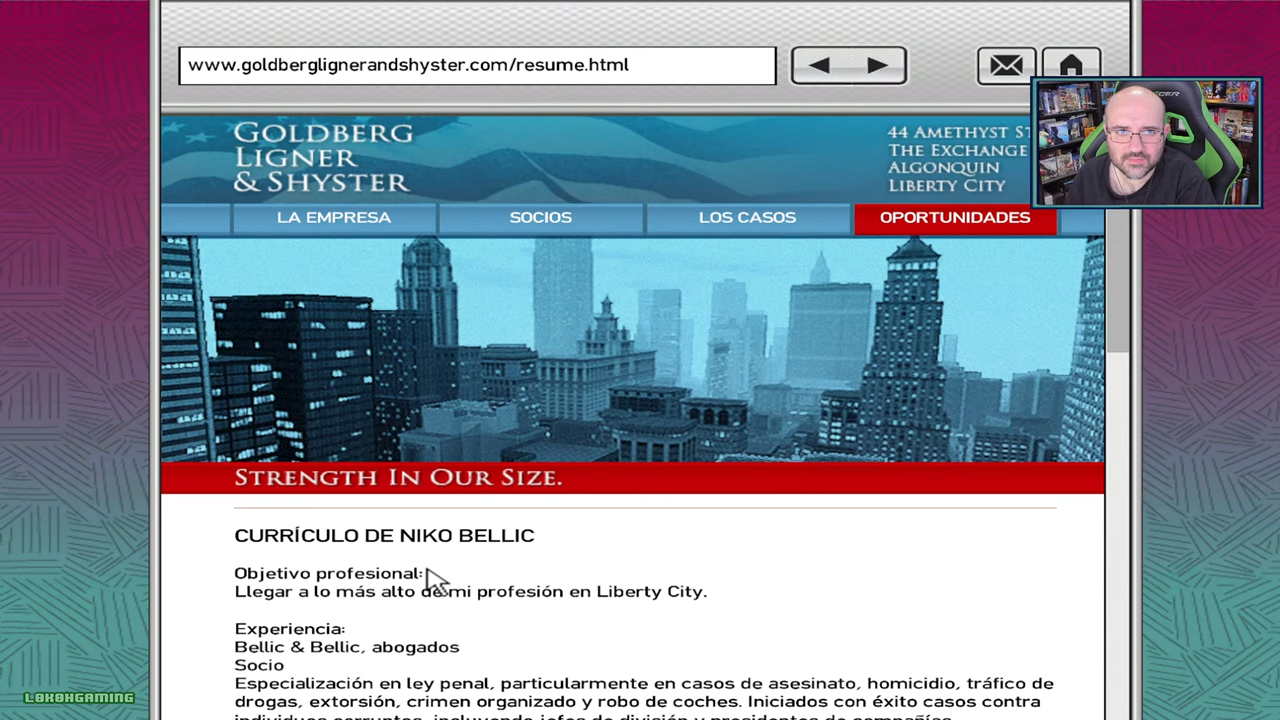 www.goldberglignerandshyster.com/resume.html
GOLDBERG
LIGNER
& SHYSTER
44 AMETHYST ST
THE EXCHANGE
ALGONQUIN
LIBERTY CITY
LA EMPRESA
SOCIOS
LOS CASOS
OPORTUNIDADES
STRENGTH IN OUR SIZE.
CURRÍCULO DE NIKO BELLIC
Objetivo profesional:
Llegar a lo más alto de mi profesión en Liberty City.
Experiencia:
Bellic & Bellic, abogados
Socio
Especialización en ley penal, particularmente en casos de asesinato, homicidio, tráfico de
drogas, extorsión, crimen organizado y robo de coches. Iniciados con éxito casos contra
individuos corruptos, incluyendo jefes de división y presidentes de compañías
L0K0XGAMING